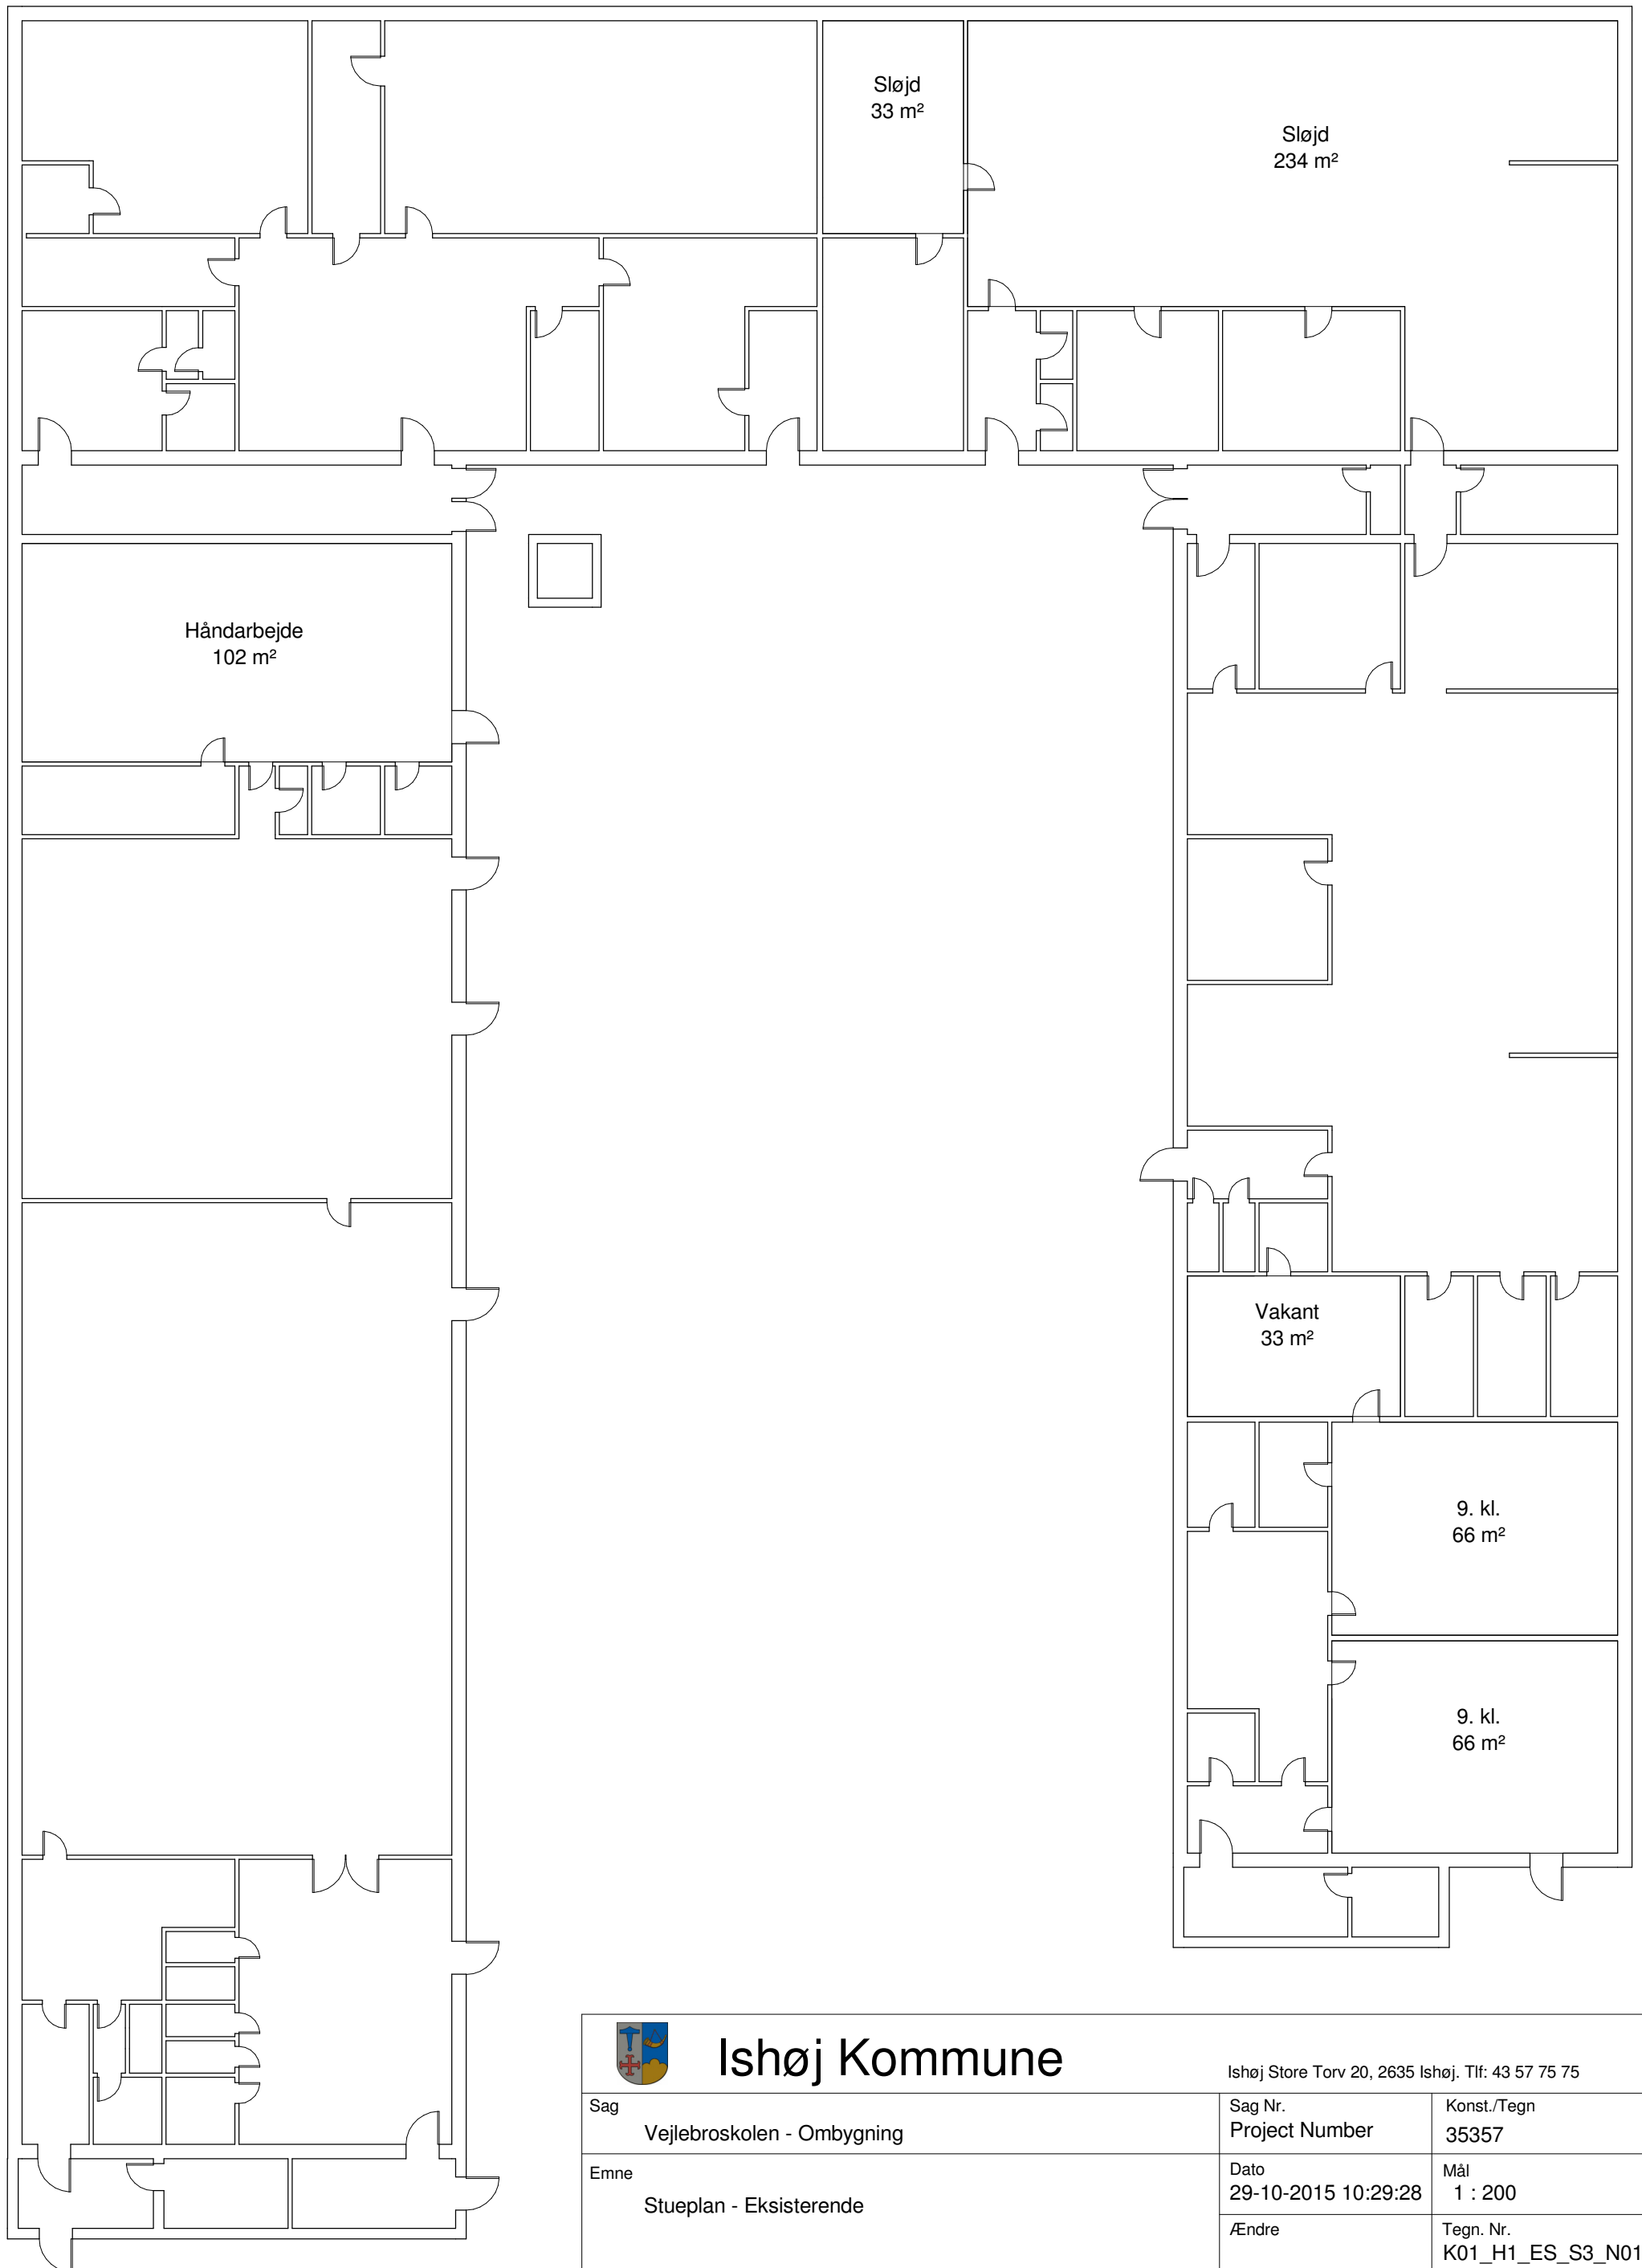 Sløjd
33 m²
Sløjd
234 m²
Håndarbejde
102 m²
Vakant
33 m²
9. kl.
66 m²
9. kl.
66 m²
Ishøj Kommune
Ishøj Store Torv 20, 2635 Ishøj. Tlf: 43 57 75 75
Sag
Vejlebroskolen - Ombygning
Sag Nr.
Project Number
Konst./Tegn
35357
Emne
Stueplan - Eksisterende
Dato
29-10-2015 10:29:28
Mål
1 : 200
Ændre
Tegn. Nr.
K01_H1_ES_S3_N01